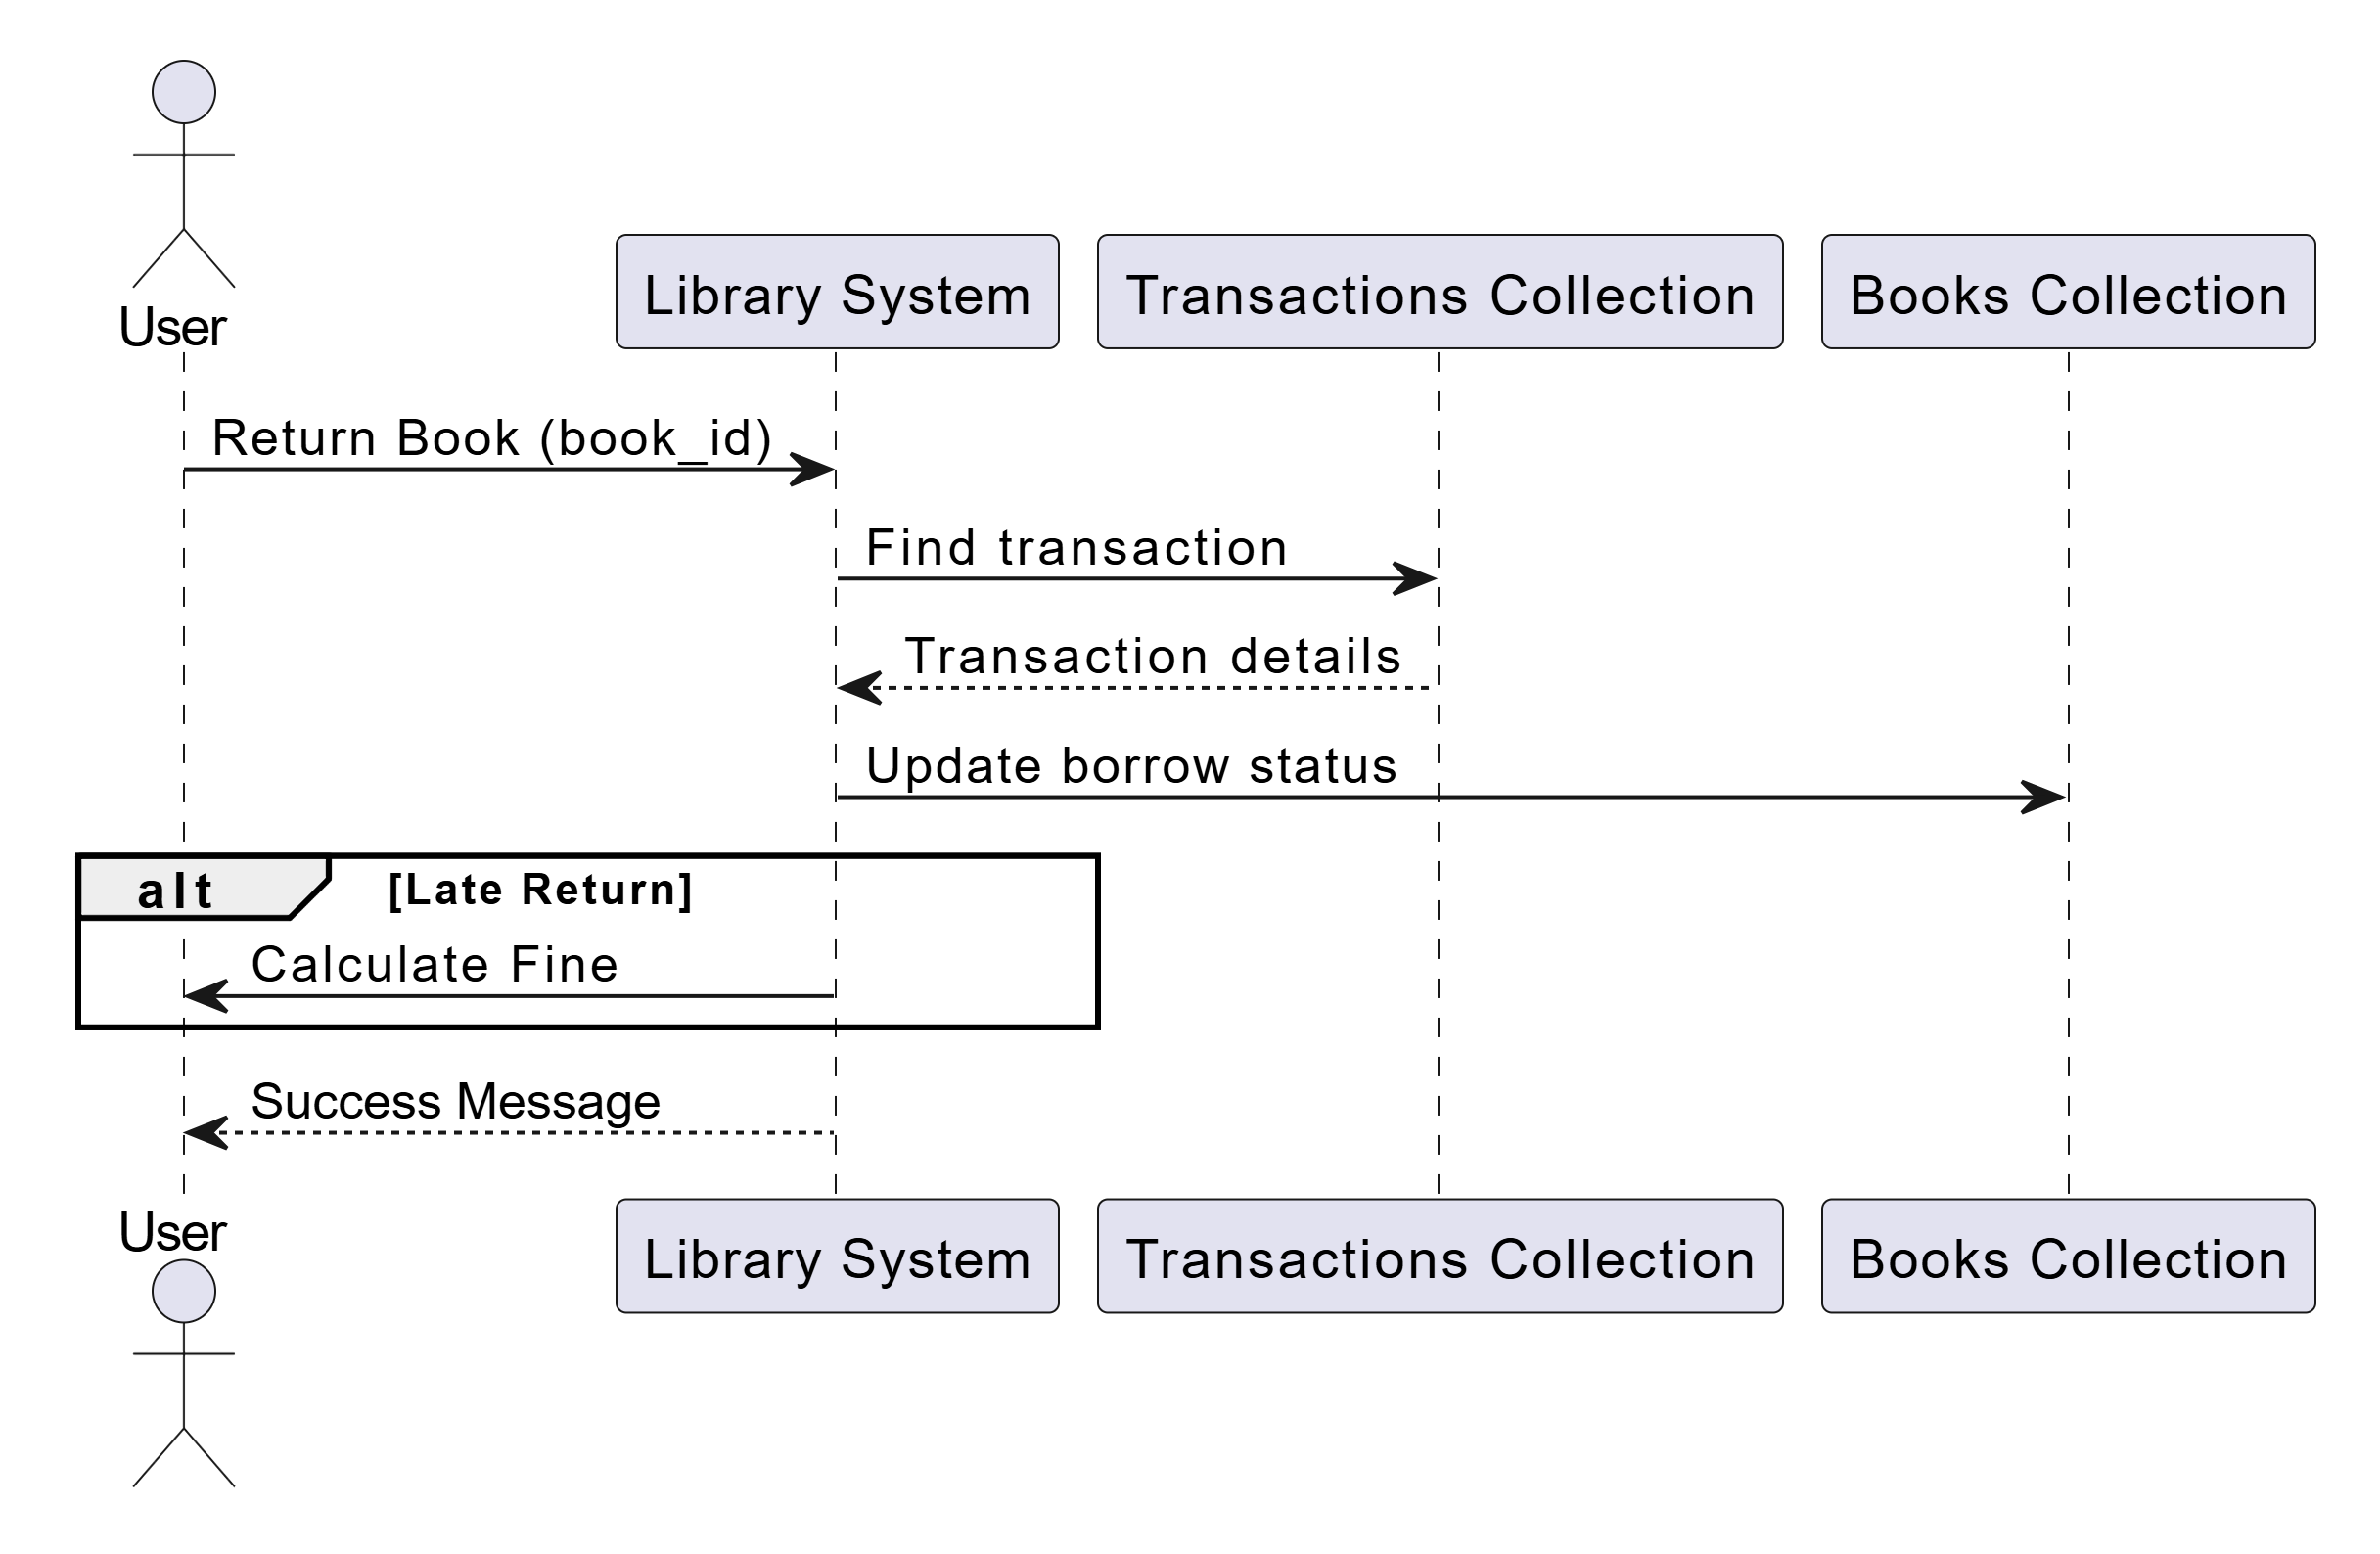 User
Library System
Transactions Collection
Books Collection
Return Book (book_id)
Find transaction
Transaction details
Update borrow status
alt
[Late Return]
Calculate Fine
Success Message
User
Library System
Transactions Collection
Books Collection